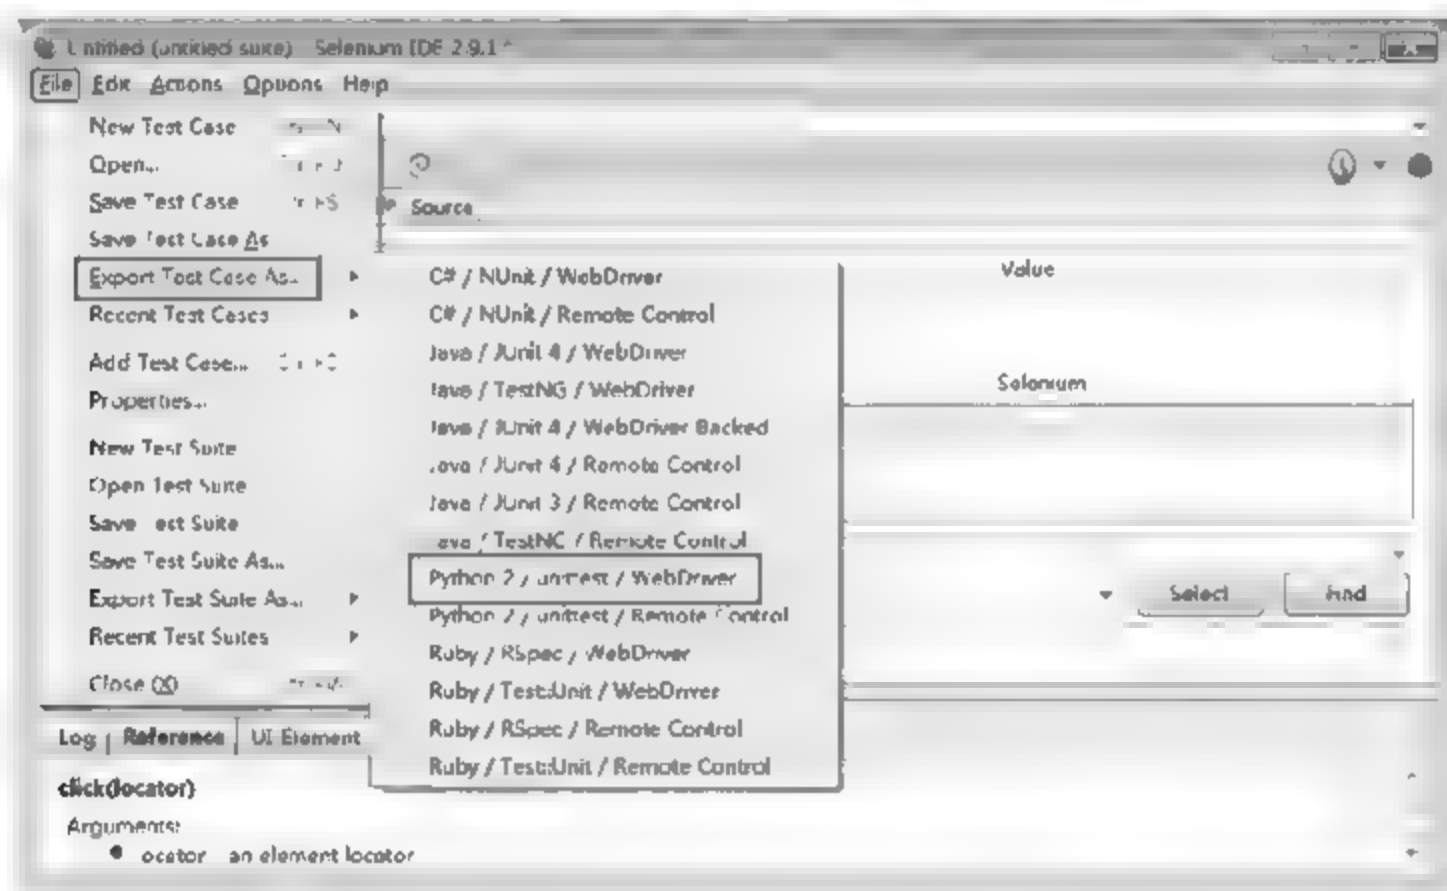 Untitled (untitled suite) Selenium IDE 2.9.1 *
File Edit Actions Options Help
New Test Case
Open...
Save Test Case
Source
Save Test Case As
Export Test Case As...
C# / NUnit / WebDriver
Value
Recent Test Cases
C# / NUnit / Remote Control
Java / JUnit 4 / WebDriver
Add Test Case...
Java / TestNG / WebDriver
Selenium
Properties...
Java / JUnit 4 / WebDriver Backed
New Test Suite
Java / JUnit 4 / Remote Control
Open Test Suite
Java / JUnit 3 / Remote Control
Save Test Suite
Java / TestNG / Remote Control
Save Test Suite As...
Python 2 / unittest / WebDriver
Export Test Suite As...
Select Find
Python 2 / unittest / Remote Control
Recent Test Suites
Ruby / RSpec / WebDriver
Close (X)
Ruby / Test::Unit / WebDriver
Log Reference UI Element
Ruby / RSpec / Remote Control
Ruby / Test::Unit / Remote Control
click(locator)
Arguments:
locator an element locator